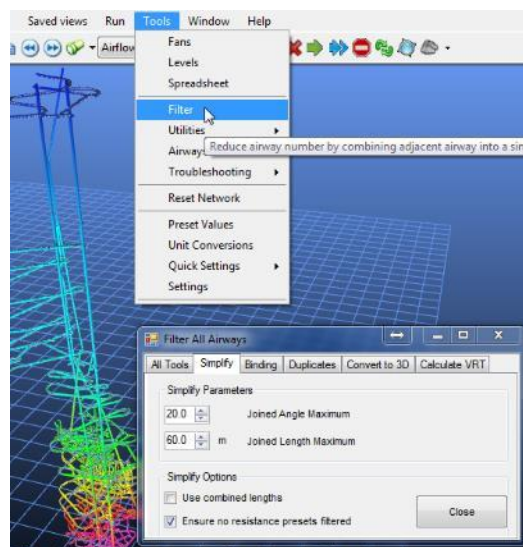 Saved views Run Tools Window Help
Airflow
Fans
Levels
Spreadsheet
Filter
Utilities
Reduce airway number by combining adjacent airway into a sin
Airways
Troubleshooting
Reset Network
Preset Values
Unit Conversions
Quick Settings
Settings
Filter All Airways
All Tools Simplify Binding Duplicates Convert to 3D Calculate VRT
Simplify Parameters
20.0 Joined Angle Maximum
60.0 m Joined Length Maximum
Simplify Options
Use combined lengths
Ensure no resistance presets filtered
Close